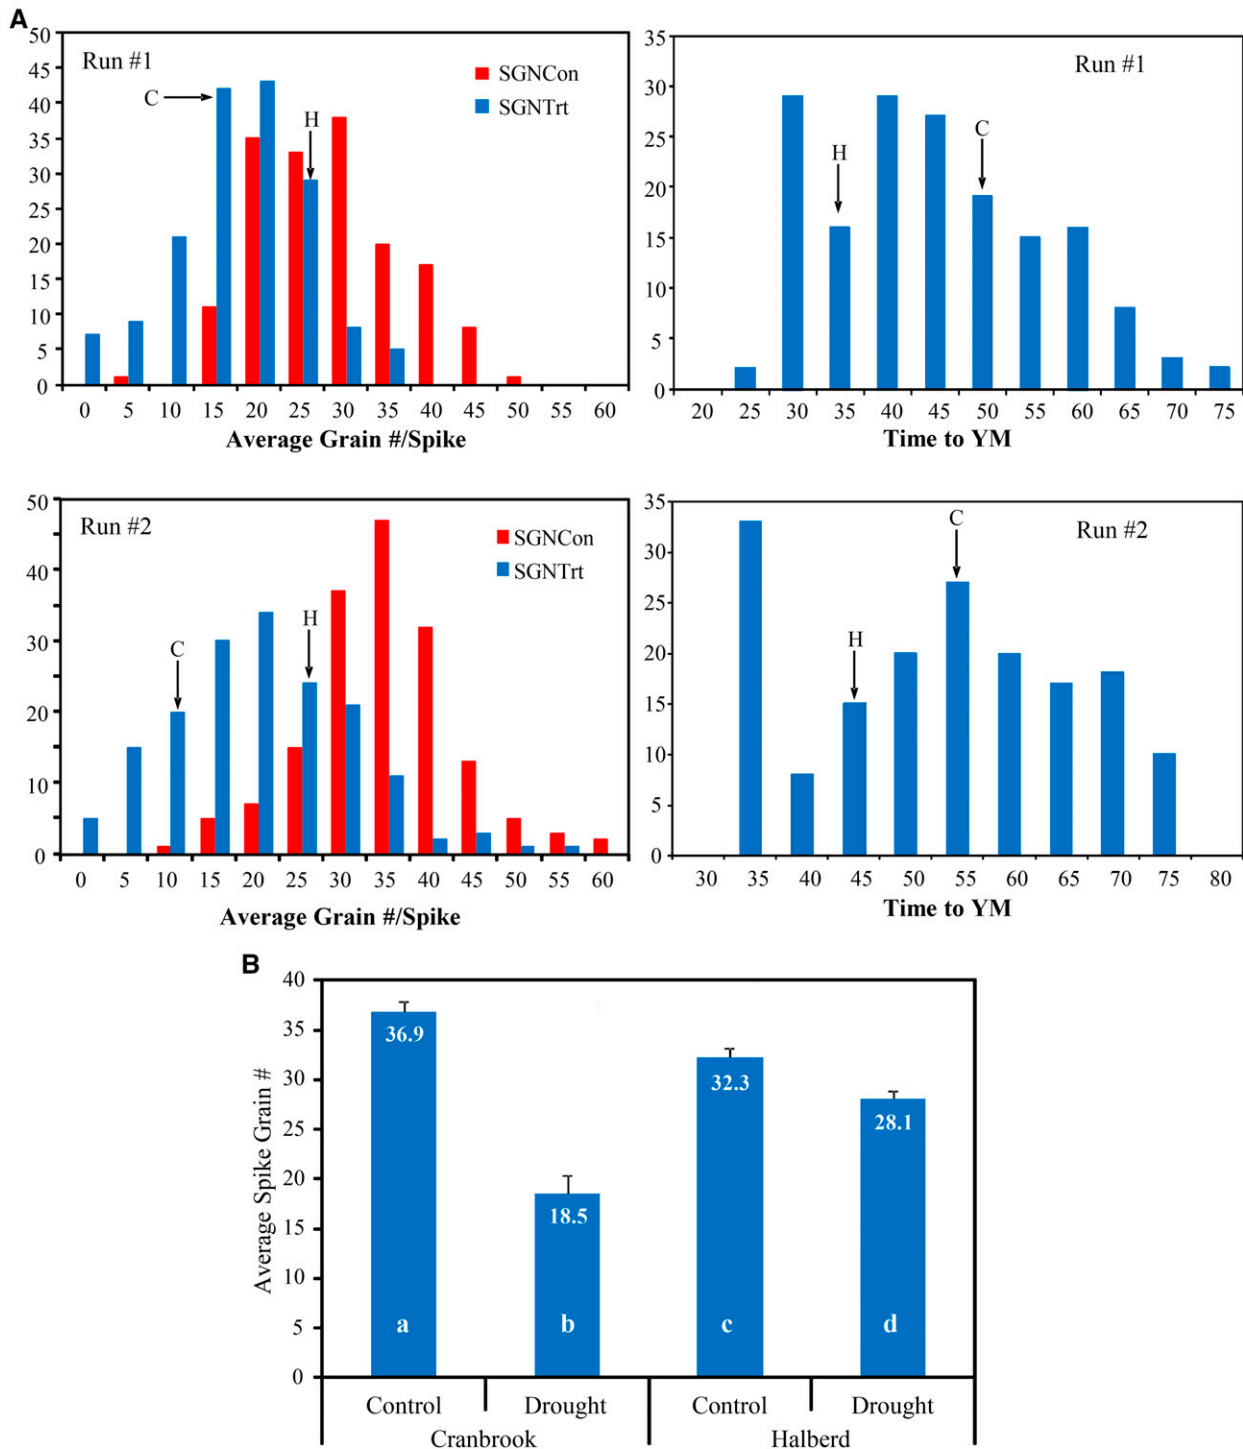 A
Run #1
SGNCon
SGNTrt
C
H
50
45
40
35
30
25
20
15
10
5
0
0 5 10 15 20 25 30 35 40 45 50 55 60
Average Grain #/Spike
Run #1
H
C
35
30
25
20
15
10
5
0
20 25 30 35 40 45 50 55 60 65 70 75
Time to YM
Run #2
SGNCon
SGNTrt
C
H
50
40
30
20
10
0
0 5 10 15 20 25 30 35 40 45 50 55 60
Average Grain #/Spike
Run #2
C
H
35
30
25
20
15
10
5
0
30 35 40 45 50 55 60 65 70 75 80
Time to YM
B
Average Spike Grain #
40
35
30
25
20
15
10
5
0
36.9
18.5
32.3
28.1
a b c d
Control Drought Control Drought
Cranbrook Halberd